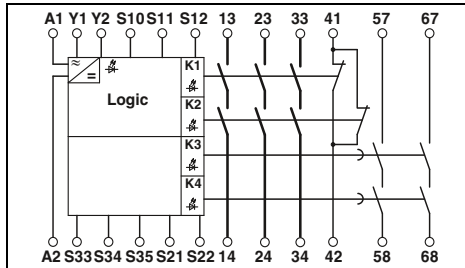 A1 Y1 Y2 S10 S11 S12 13 23 33 41 57 67
K1
Logic
K2
K3
K4
A2 S33 S34 S35 S21 S22 14 24 34 42 58 68